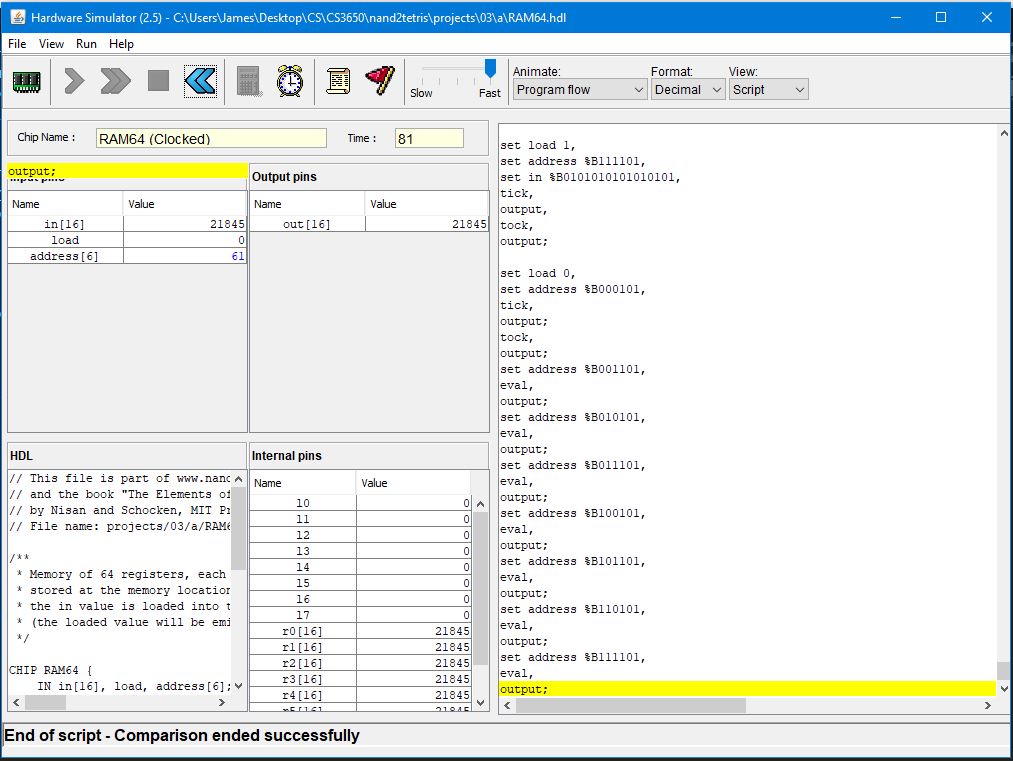 Hardware Simulator (2.5) - C:\Users\James\Desktop\CS\CS3650\nand2tetris\projects\03\a\RAM64.hdl
File View Run Help
Slow Fast
Animate: Format: View:
Program flow Decimal Script
Chip Name : RAM64 (Clocked) Time : 81
output;
Input pins Output pins
Name Value Name Value
in[16] 21845 out[16] 21845
load 0
address[6] 61
HDL
// This file is part of www.nand
// and the book "The Elements of
// by Nisan and Schocken, MIT Pr
// File name: projects/03/a/RAM6
/**
* Memory of 64 registers, each
* stored at the memory location
* the in value is loaded into t
* (the loaded value will be emi
*/
CHIP RAM64 {
IN in[16], load, address[6];
Internal pins
Name Value
l0 0
l1 0
l2 0
l3 0
l4 0
l5 0
l6 0
l7 0
r0[16] 21845
r1[16] 21845
r2[16] 21845
r3[16] 21845
r4[16] 21845
r5[16] 21845
set load 1,
set address %B111101,
set in %B0101010101010101,
tick,
output,
tock,
output;
set load 0,
set address %B000101,
tick,
output;
tock,
output;
set address %B001101,
eval,
output;
set address %B010101,
eval,
output;
set address %B011101,
eval,
output;
set address %B100101,
eval,
output;
set address %B101101,
eval,
output;
set address %B110101,
eval,
output;
set address %B111101,
eval,
output;
End of script - Comparison ended successfully